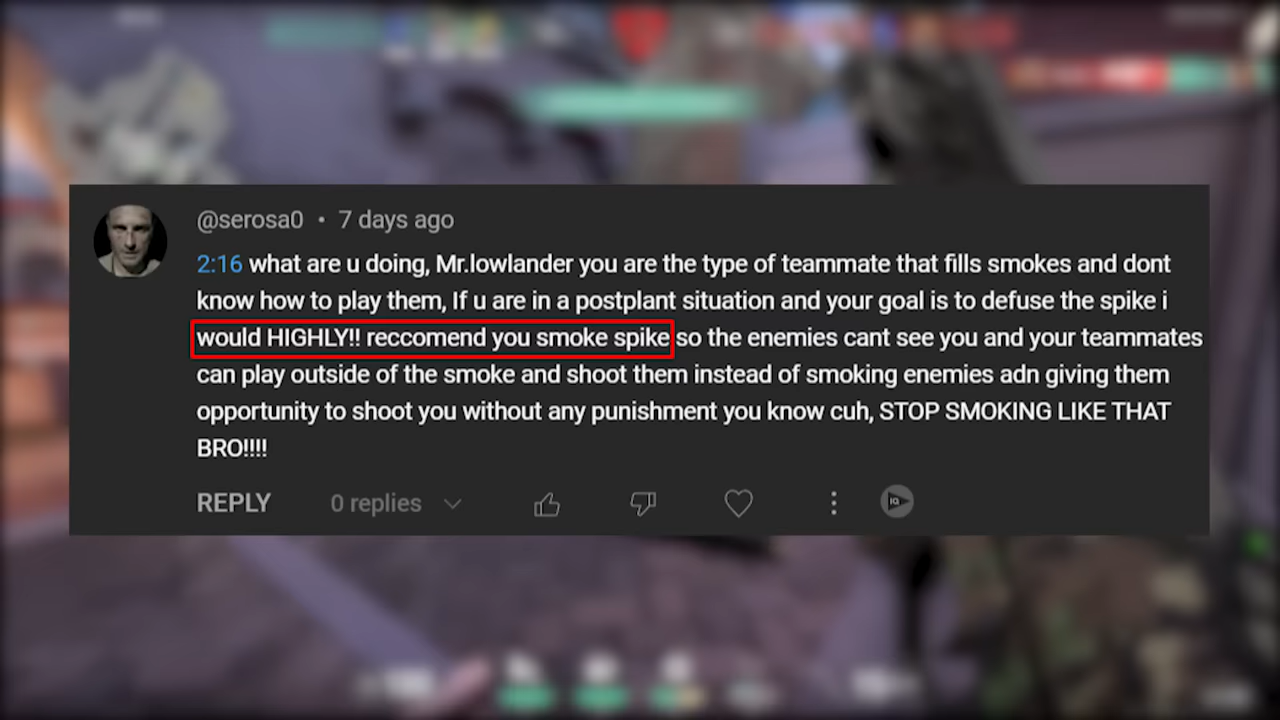 @serosa0 • 7 days ago
2:16 what are u doing, Mr.lowlander you are the type of teammate that fills smokes and dont
know how to play them, If u are in a postplant situation and your goal is to defuse the spike i
would HIGHLY!! reccomend you smoke spike so the enemies cant see you and your teammates
can play outside of the smoke and shoot them instead of smoking enemies adn giving them
opportunity to shoot you without any punishment you know cuh, STOP SMOKING LIKE THAT
BRO!!!!
REPLY 0 replies IQ